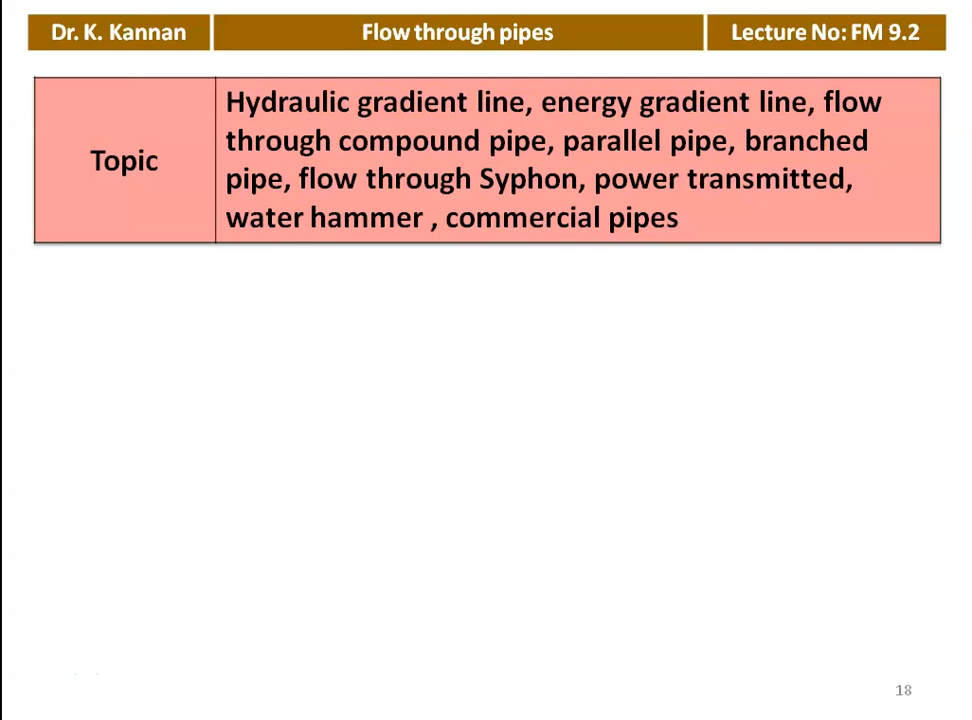 Dr. K. Kannan
Flow through pipes
Lecture No: FM 9.2
Topic
Hydraulic gradient line, energy gradient line, flow
through compound pipe, parallel pipe, branched
pipe, flow through Syphon, power transmitted,
water hammer , commercial pipes
18